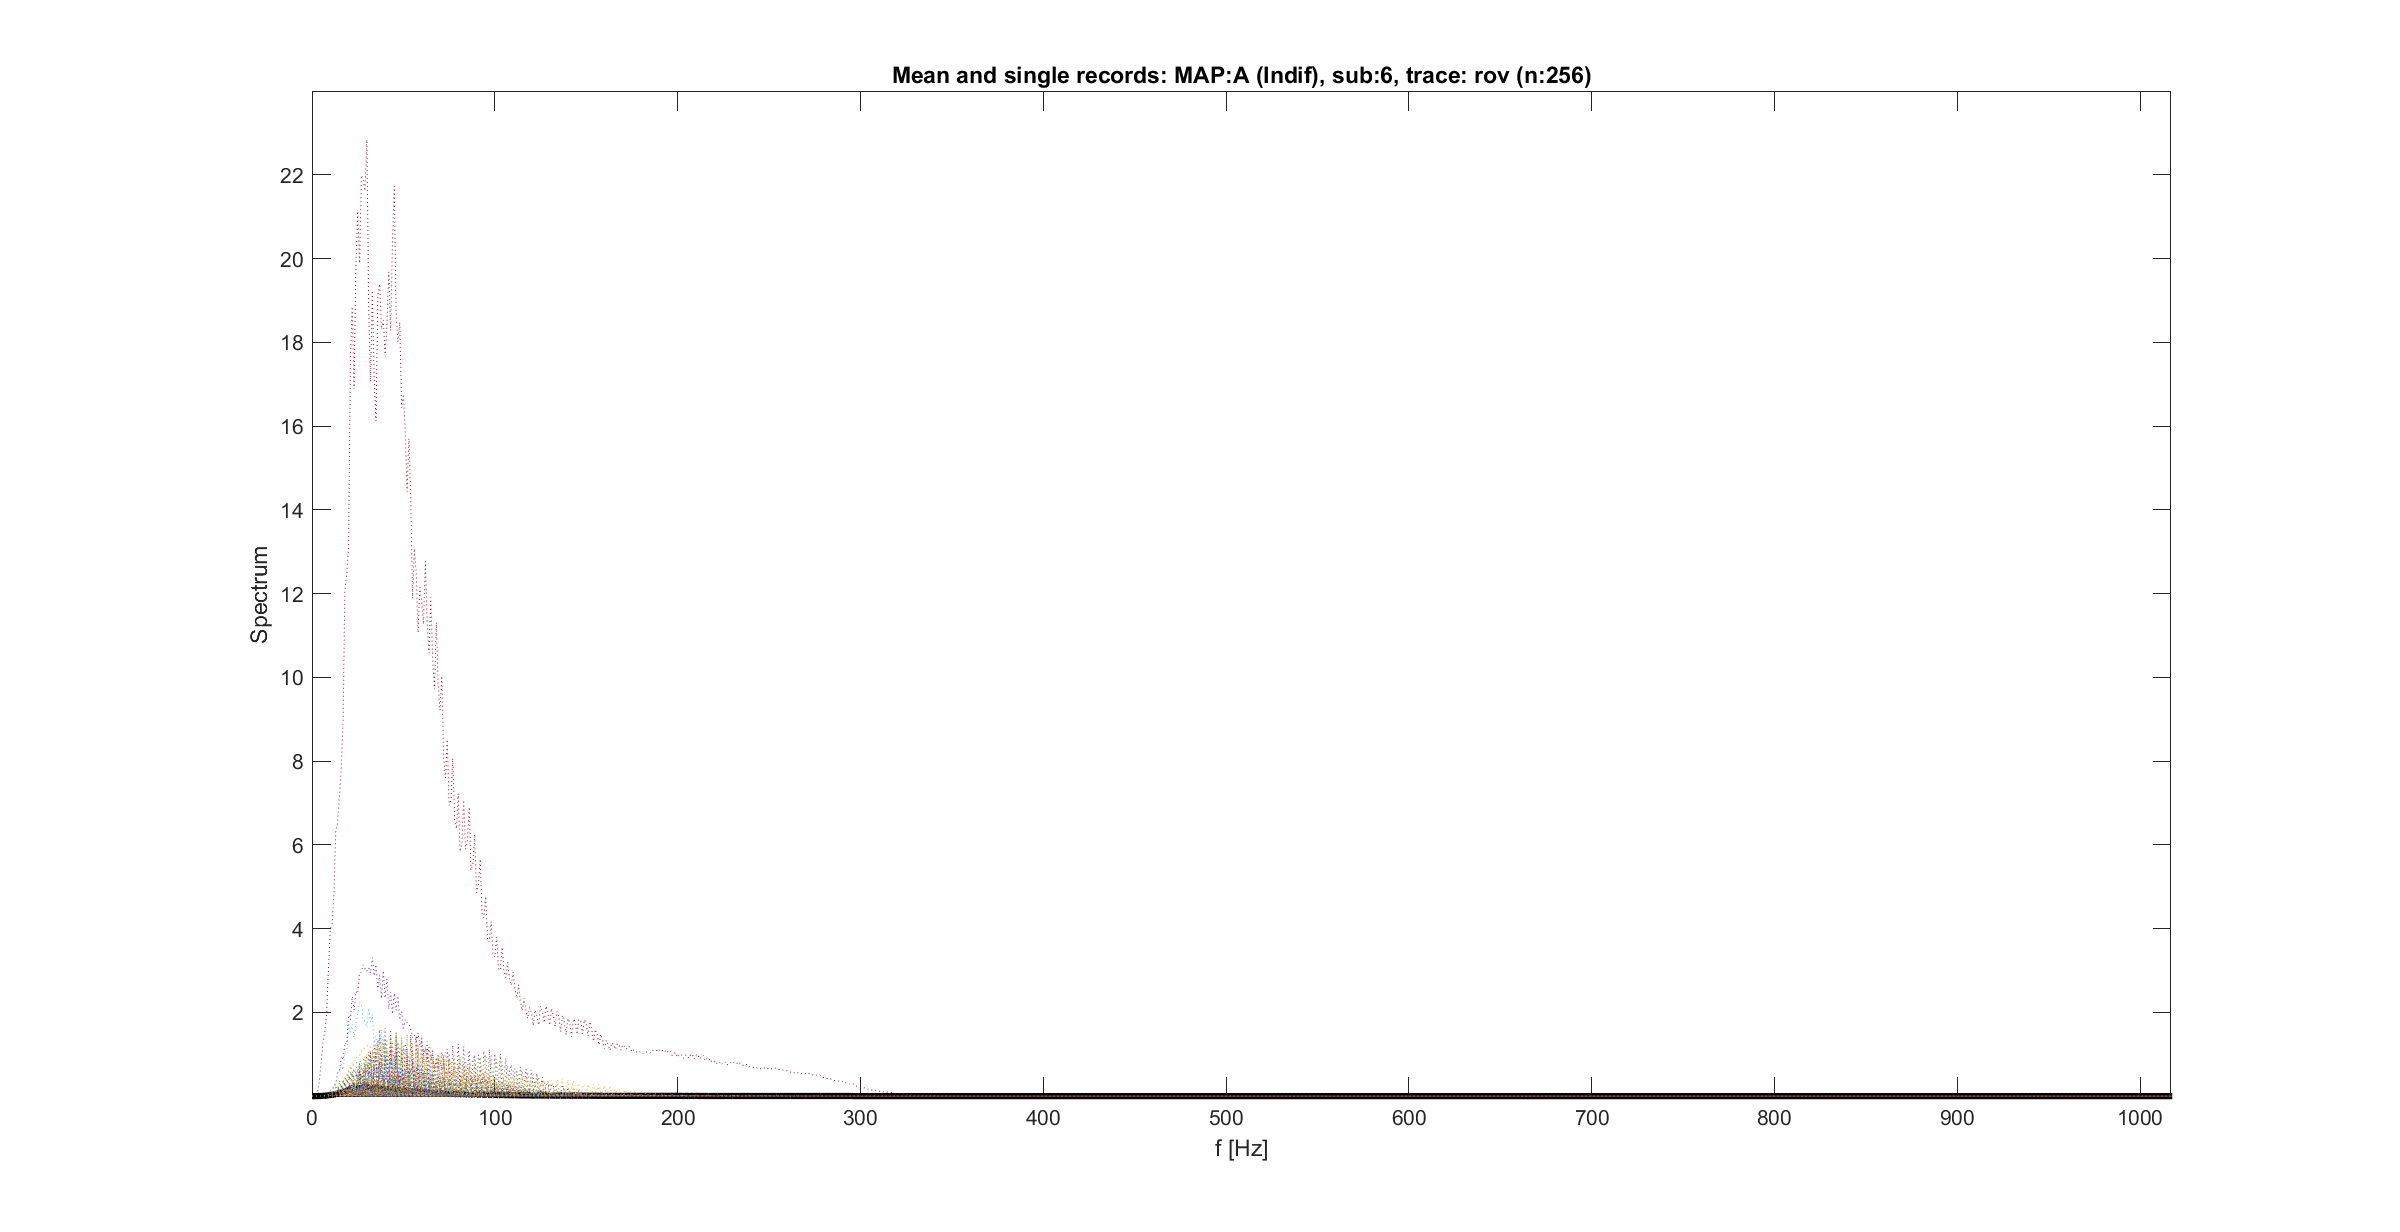 Mean and single records: MAP:A (Indif), sub:6, trace: rov (n:256)
22
20
18
16
14
12
10
8
6
4
2
Spectrum
0 100 200 300 400 500 600 700 800 900 1000
f [Hz]